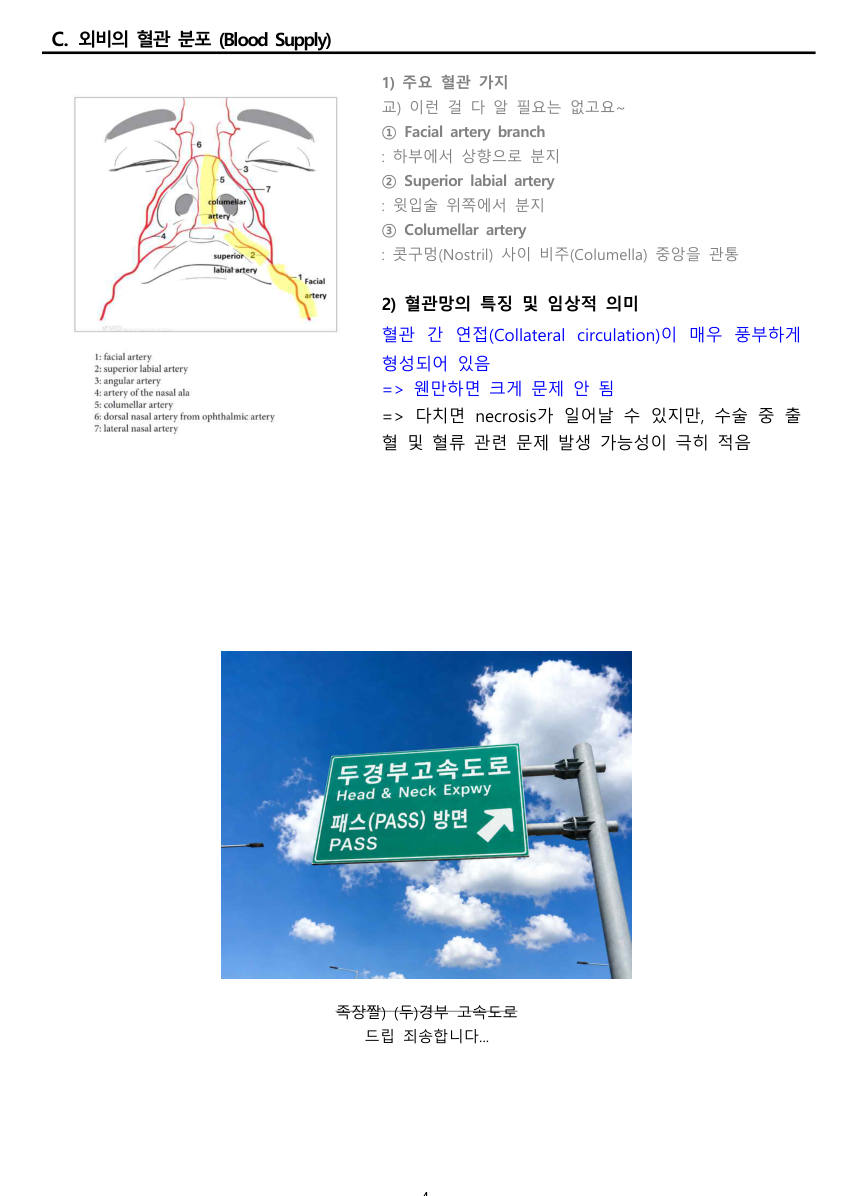 C. 외비의 혈관 분포 (Blood Supply)
6
3
5
7
columellar
artery
4
superior 2
labial artery
1 Facial
artery
1: facial artery
2: superior labial artery
3: angular artery
4: artery of the nasal ala
5: columellar artery
6: dorsal nasal artery from ophthalmic artery
7: lateral nasal artery
1) 주요 혈관 가지
교) 이런 걸 다 알 필요는 없고요~
① Facial artery branch
: 하부에서 상향으로 분지
② Superior labial artery
: 윗입술 위쪽에서 분지
③ Columellar artery
: 콧구멍(Nostril) 사이 비주(Columella) 중앙을 관통
2) 혈관망의 특징 및 임상적 의미
혈관 간 연접(Collateral circulation)이 매우 풍부하게
형성되어 있음
=> 웬만하면 크게 문제 안 됨
=> 다치면 necrosis가 일어날 수 있지만, 수술 중 출
혈 및 혈류 관련 문제 발생 가능성이 극히 적음
두경부고속도로
Head & Neck Expwy
패스(PASS) 방면
PASS
족장짤) (두)경부 고속도로
드립 죄송합니다...